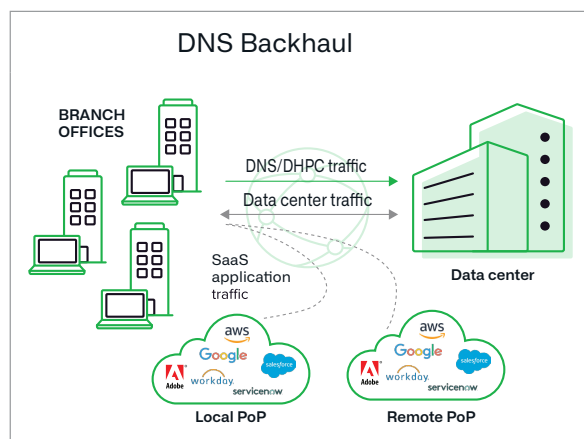 DNS Backhaul
BRANCH
OFFICES
DNS/DHPC traffic
Data center traffic
SaaS
application
traffic
Data center
aws
Google
salesforce
Adobe
workday
servicenow
Local PoP
aws
Google
salesforce
Adobe
workday
servicenow
Remote PoP